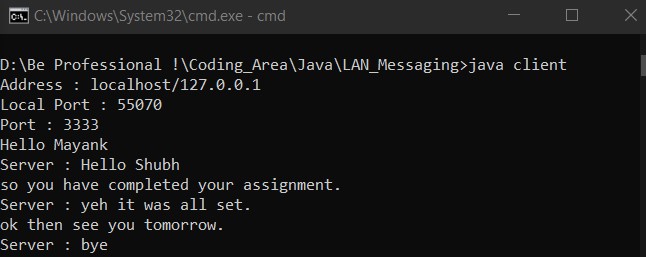 C:\Windows\System32\cmd.exe - cmd
D:\Be Professional !\Coding_Area\Java\LAN_Messaging>java client
Address : localhost/127.0.0.1
Local Port : 55070
Port : 3333
Hello Mayank
Server : Hello Shubh
so you have completed your assignment.
Server : yeh it was all set.
ok then see you tomorrow.
Server : bye